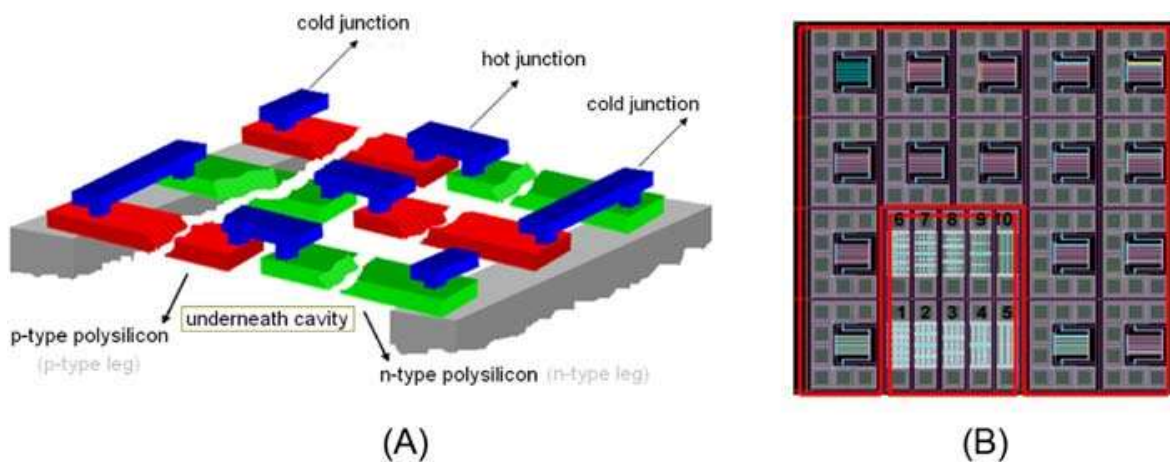 cold junction
hot junction
cold junction
p-type polysilicon
(p-type leg)
underneath cavity
n-type polysilicon (n-type leg)
(A)
6 7 8 9 10
1 2 3 4 5
(B)